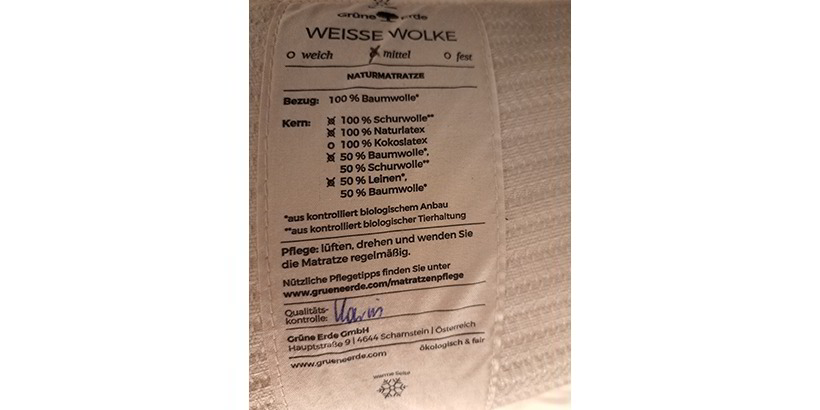 Grüne Erde
WEISSE WOLKE
weich mittel fest
NATURMATRATZE
Bezug: 100 % Baumwolle*
Kern: 100 % Schurwolle**
100 % Naturlatex
100 % Kokoslatex
50 % Baumwolle*,
50 % Schurwolle**
50 % Leinen*,
50 % Baumwolle*
*aus kontrolliert biologischem Anbau
**aus kontrolliert biologischer Tierhaltung
Pflege: lüften, drehen und wenden Sie
die Matratze regelmäßig.
Nützliche Pflegetipps finden Sie unter
www.grueneerde.com/matratzenpflege
Qualitäts-
kontrolle:
Grüne Erde GmbH
Hauptstraße 9 | 4644 Scharnstein | Österreich
www.grueneerde.com ökologisch & fair